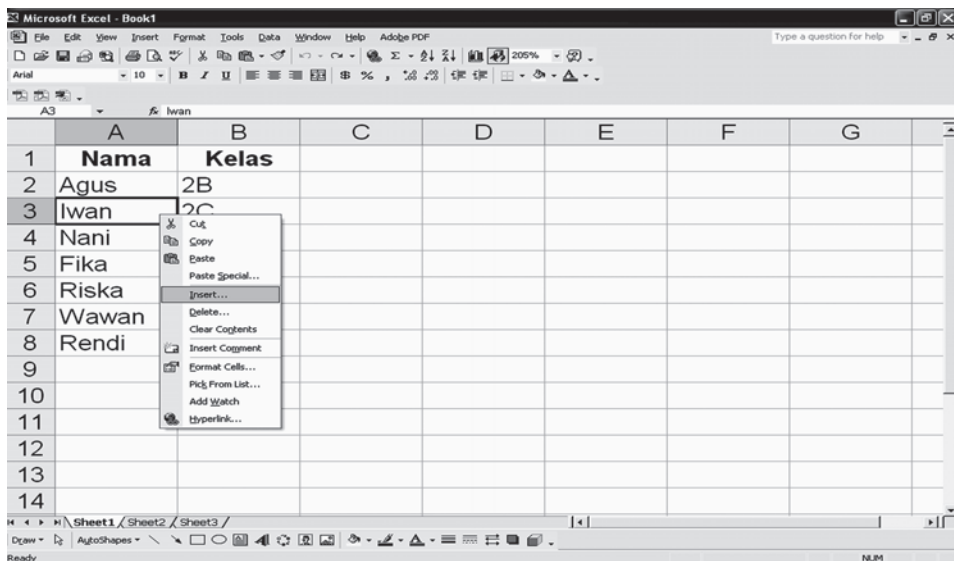 Microsoft Excel - Book1
File Edit View Insert Format Tools Data Window Help Adobe PDF Type a question for help
205%
Arial 10 B I U $ % ,
A3 fx Iwan
A B C D E F G
1 Nama Kelas
2 Agus 2B
3 Iwan 2C
Cut
4 Nani Copy
5 Fika Paste
Paste Special...
6 Riska Insert...
7 Wawan Delete...
Clear Contents
8 Rendi Insert Comment
9 Format Cells...
Pick From List...
10 Add Watch
11 Hyperlink...
12
13
14
Sheet1 Sheet2 Sheet3
Draw AutoShapes
Ready NUM